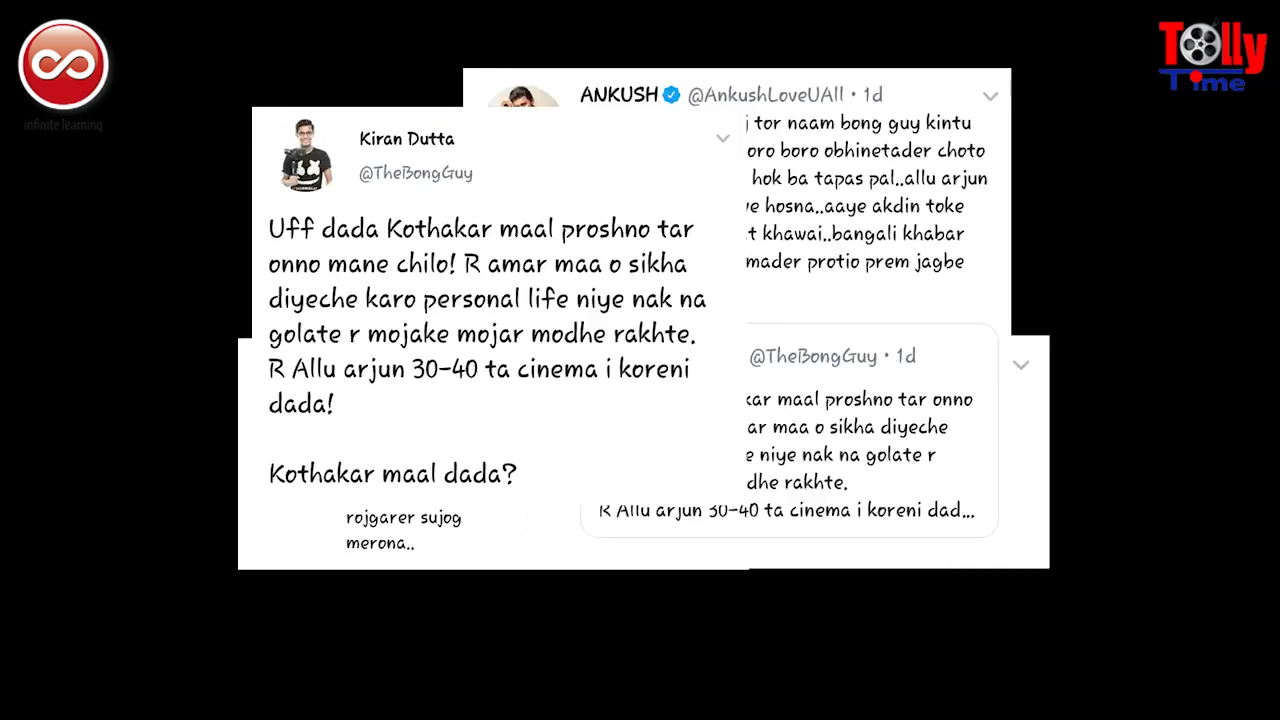 infinite learning
Tolly
Time
ANKUSH @AnkushLoveUAll • 1d
tor naam bong guy kintu
oro boro obhinetader choto
hok ba tapas pal..allu arjun
hosna..aaye akdin toke
khawai..bangali khabar
protio prem jagbe
Kiran Dutta
@TheBongGuy
Uff dada Kothakar maal proshno tar
onno mane chilo! R amar maa o sikha
diyeche karo personal life niye nak na
golate r mojake mojar modhe rakhte.
R Allu arjun 30-40 ta cinema i koreni
dada!
Kothakar maal dada?
@TheBongGuy • 1d
maal proshno tar onno
maa o sikha diyeche
niye nak na golate r
rakhte.
R Allu arjun 30-40 ta cinema i koreni dad...
rojgarer sujog
merona..